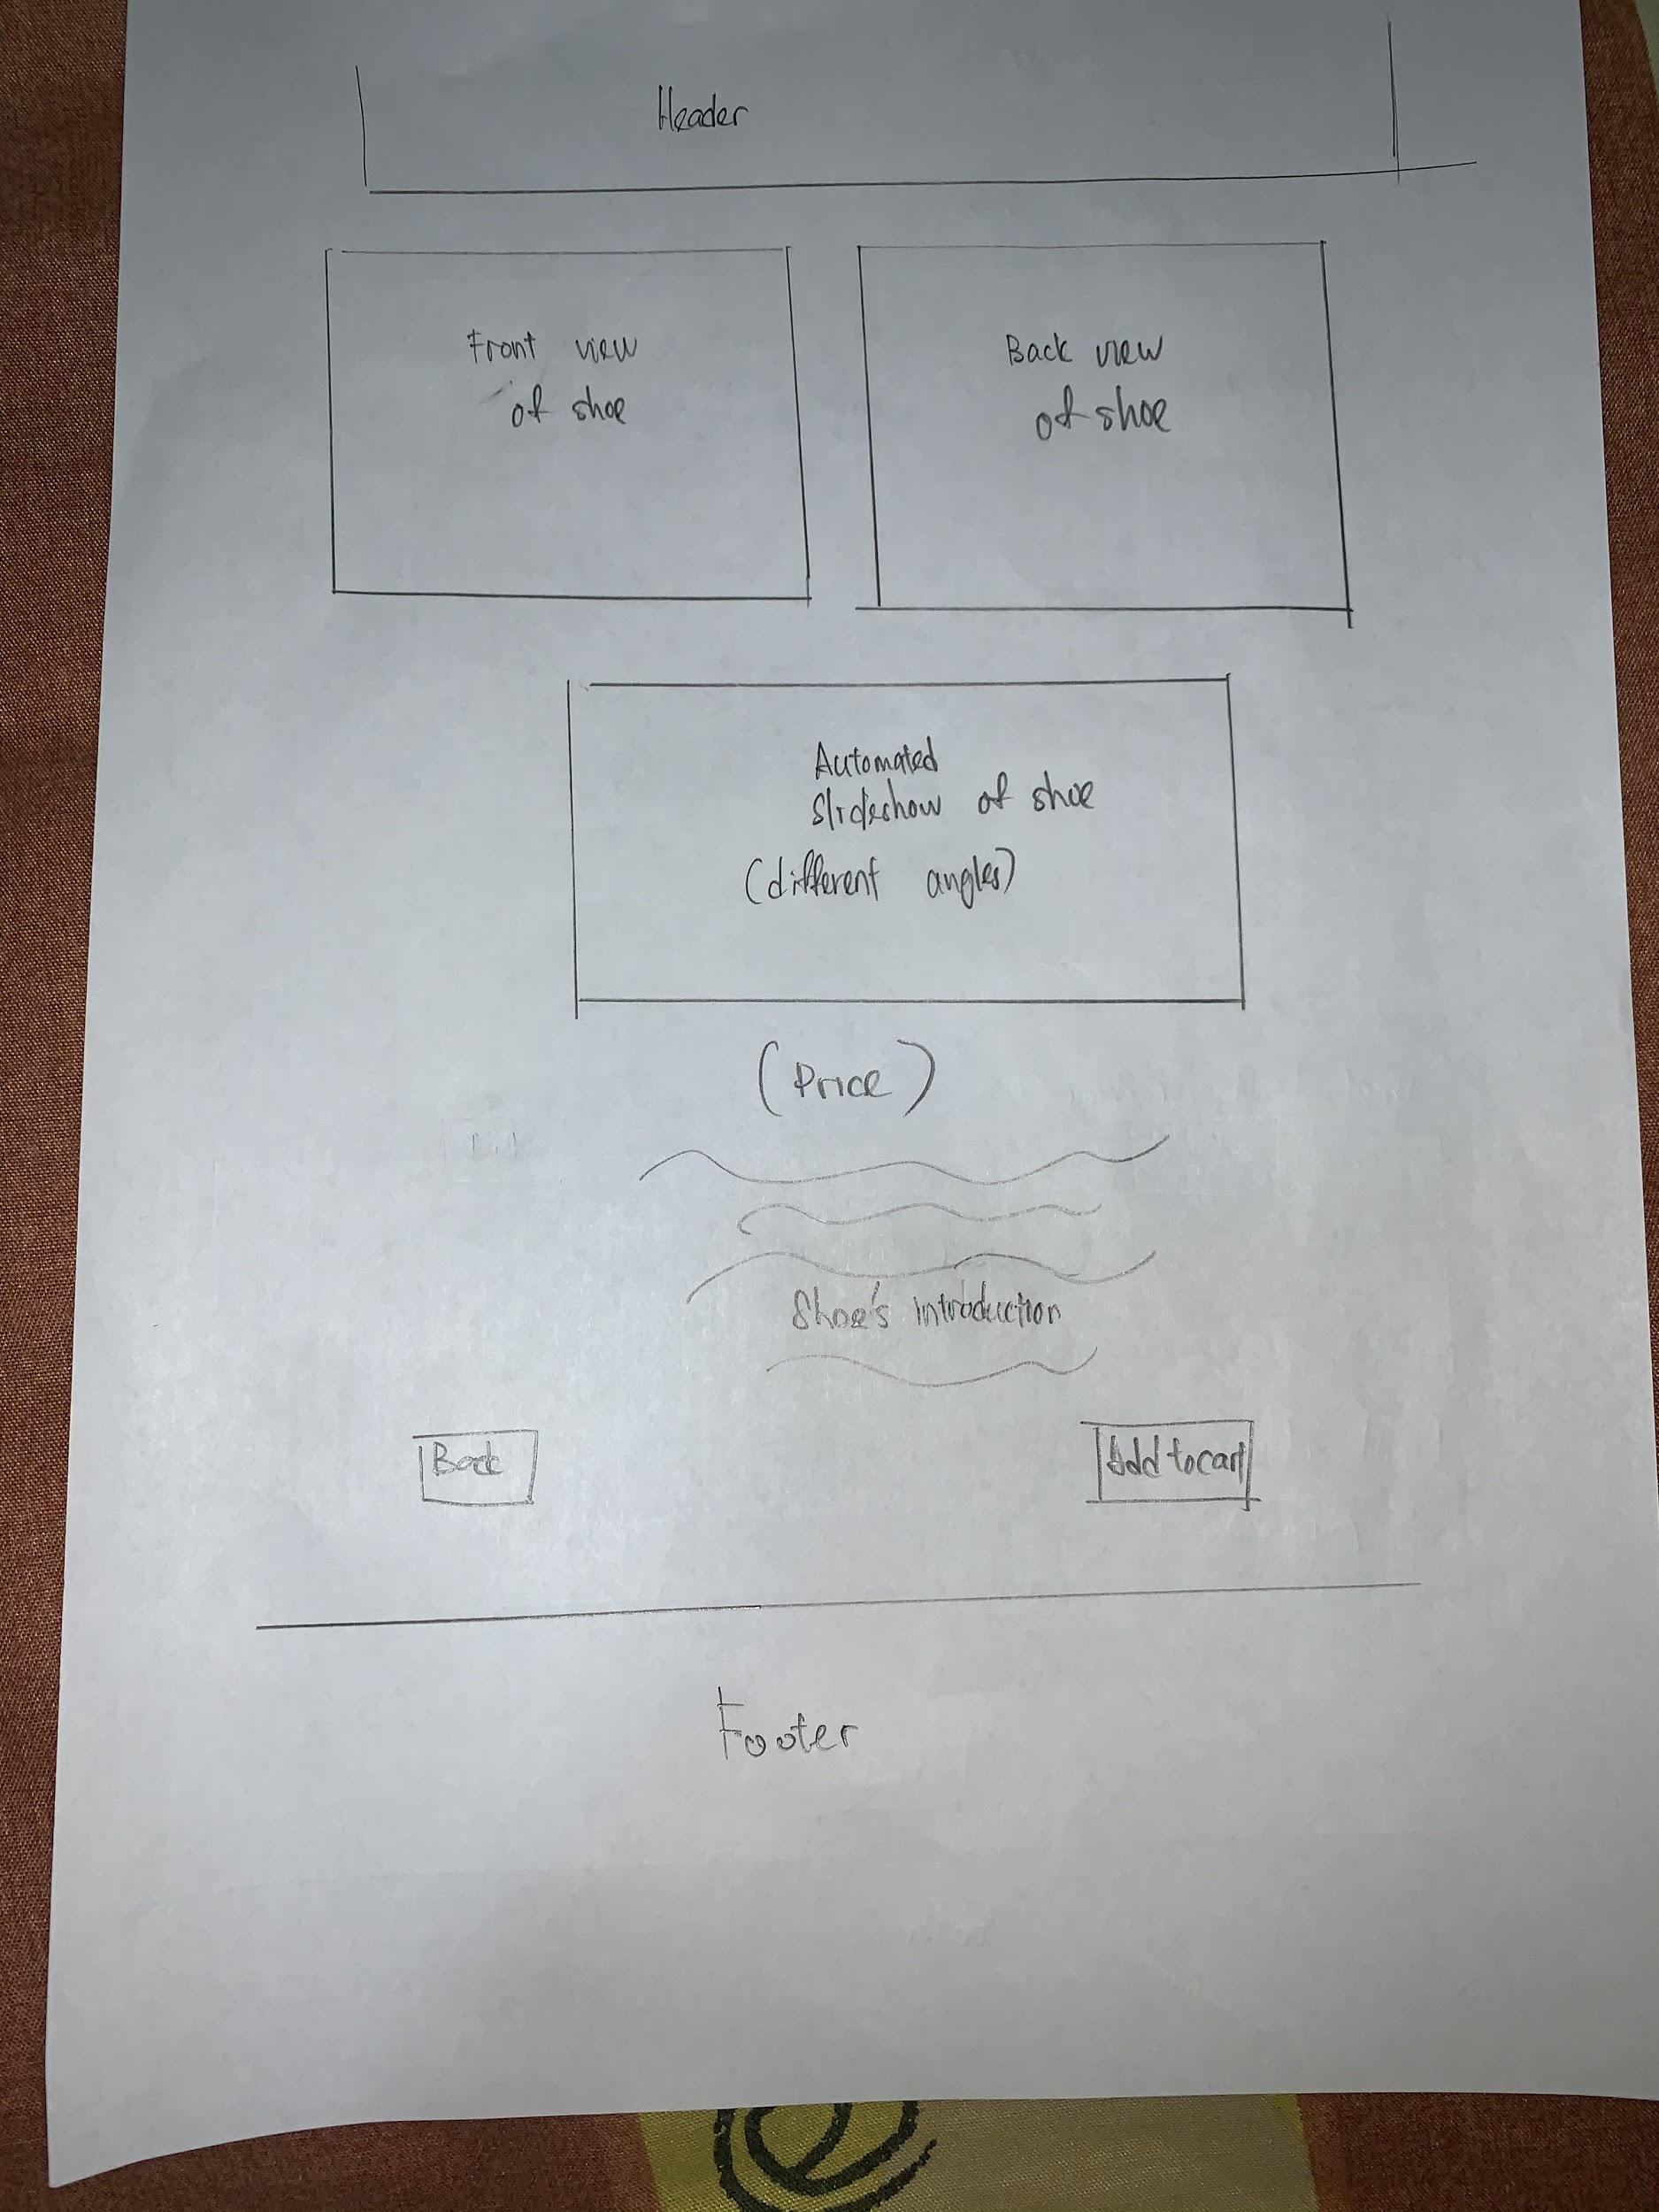 Header
Front view
of shoe
Back view
of shoe
Automated
Slideshow of shoe
(different angles)
(Price)
Shoe's introduction
Back
Add to cart
Footer